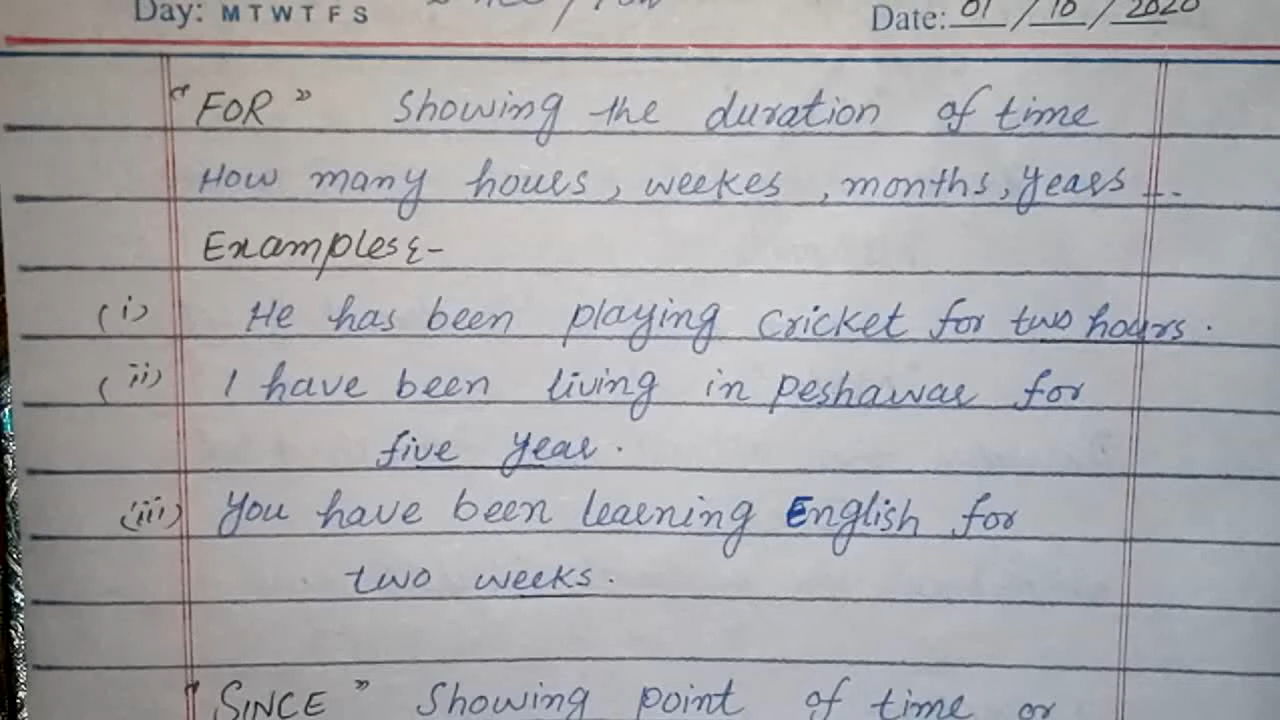 Day: M T W T F S
Date: 01/10/2020
"FOR" Showing the duration of time
How many hours, weekes, months, years ...
Examples:-
(i) He has been playing cricket for two hours.
(ii) I have been living in Peshawar for
five year.
(iii) You have been learning English for
two weeks.
"SINCE" Showing point of time or